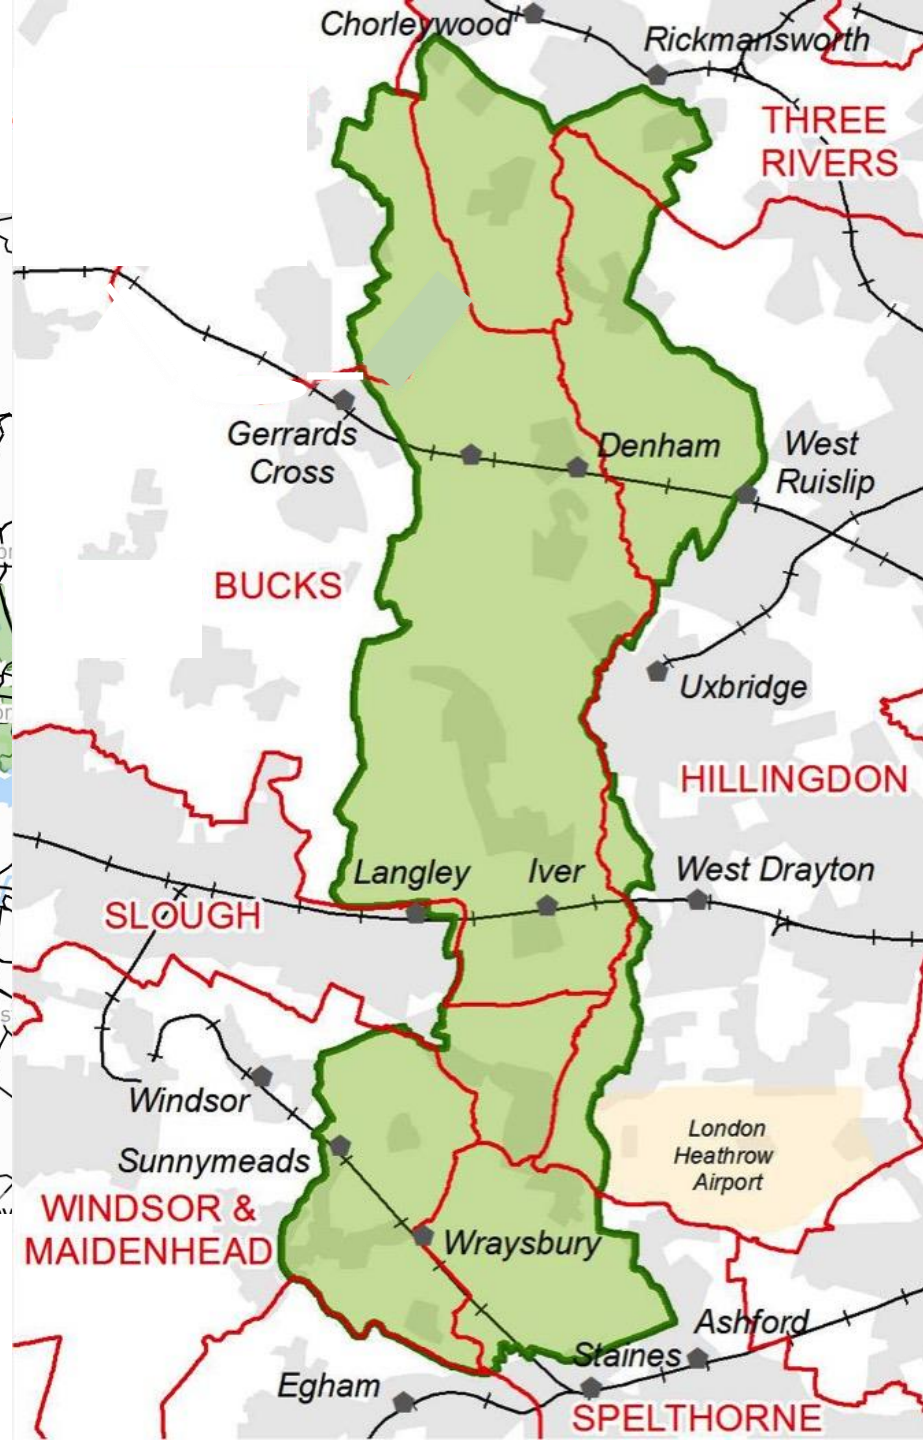 Chorleywood
Rickmansworth
THREE
RIVERS
Gerrards
Cross
Denham
West
Ruislip
BUCKS
Uxbridge
HILLINGDON
Langley
Iver
West Drayton
SLOUGH
Windsor
London
Heathrow
Airport
Sunnymeads
WINDSOR &
MAIDENHEAD
Wraysbury
Ashford
Staines
Egham
SPELTHORNE